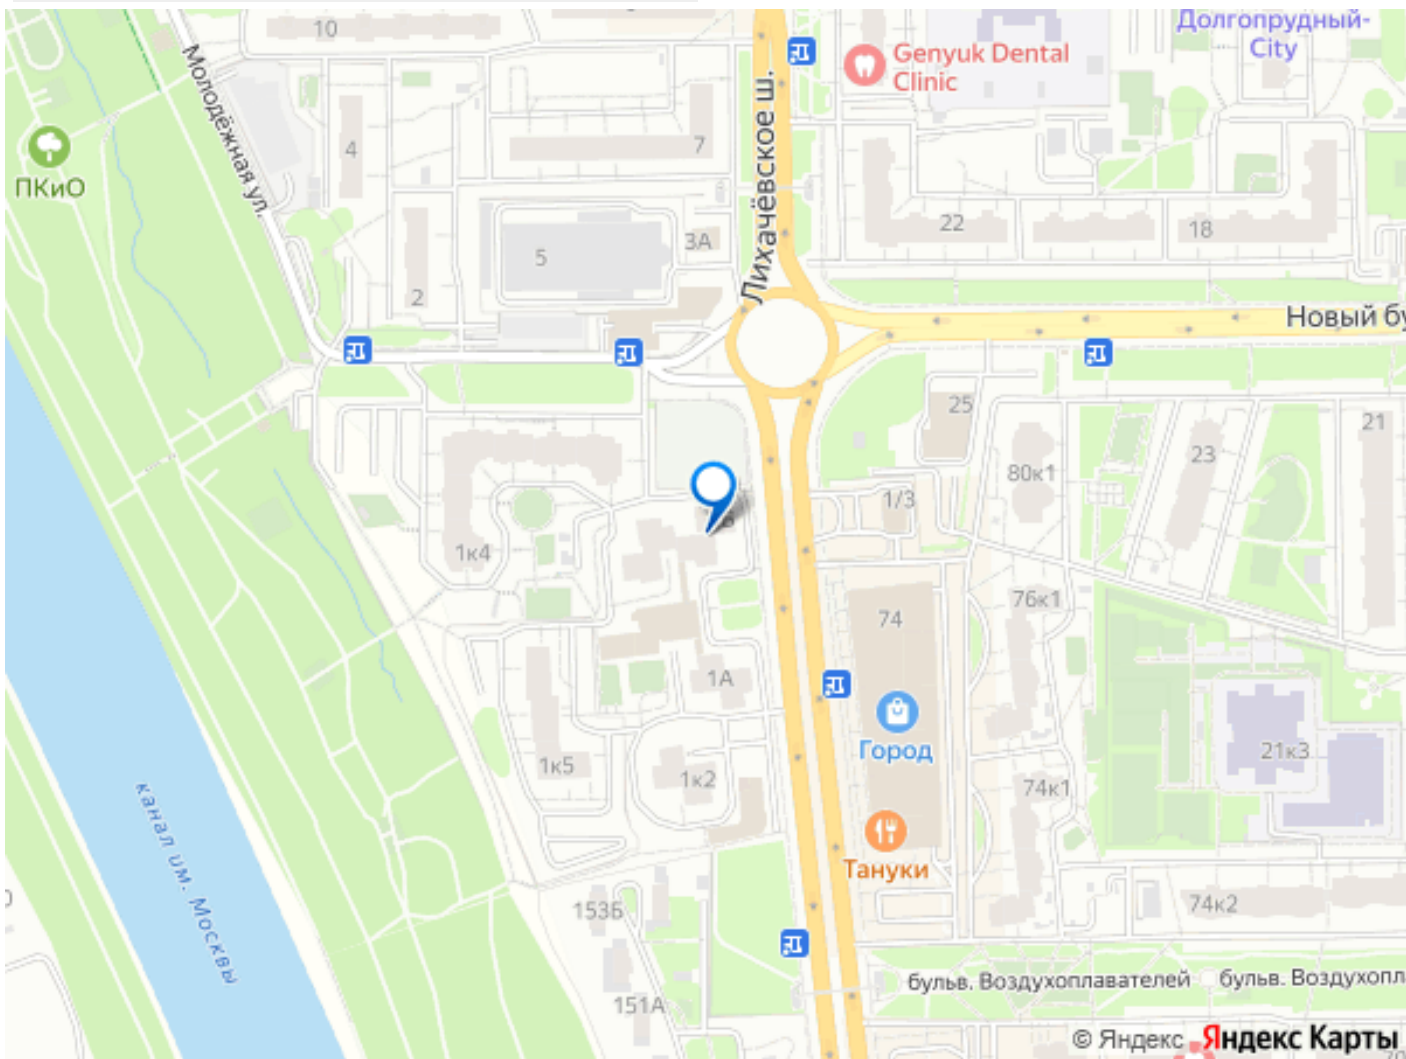 10
Genyuk Dental
Clinic
Долгопрудный-
City
Молодёжная ул.
Лихачёвское ш.
4
7
ПКиО
22
18
3А
5
2
Новый бу
25
21
23
80к1
1/3
1к4
76к1
74
1А
Город
21к3
1к5
1к2
74к1
канал им. Москвы
Тануки
153Б
74к2
151А
бульв. Воздухоплавателей
бульв. Воздухопл
© Яндекс Яндекс Карты